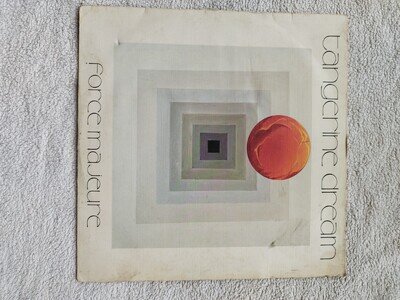 tangerine dream
force majeure